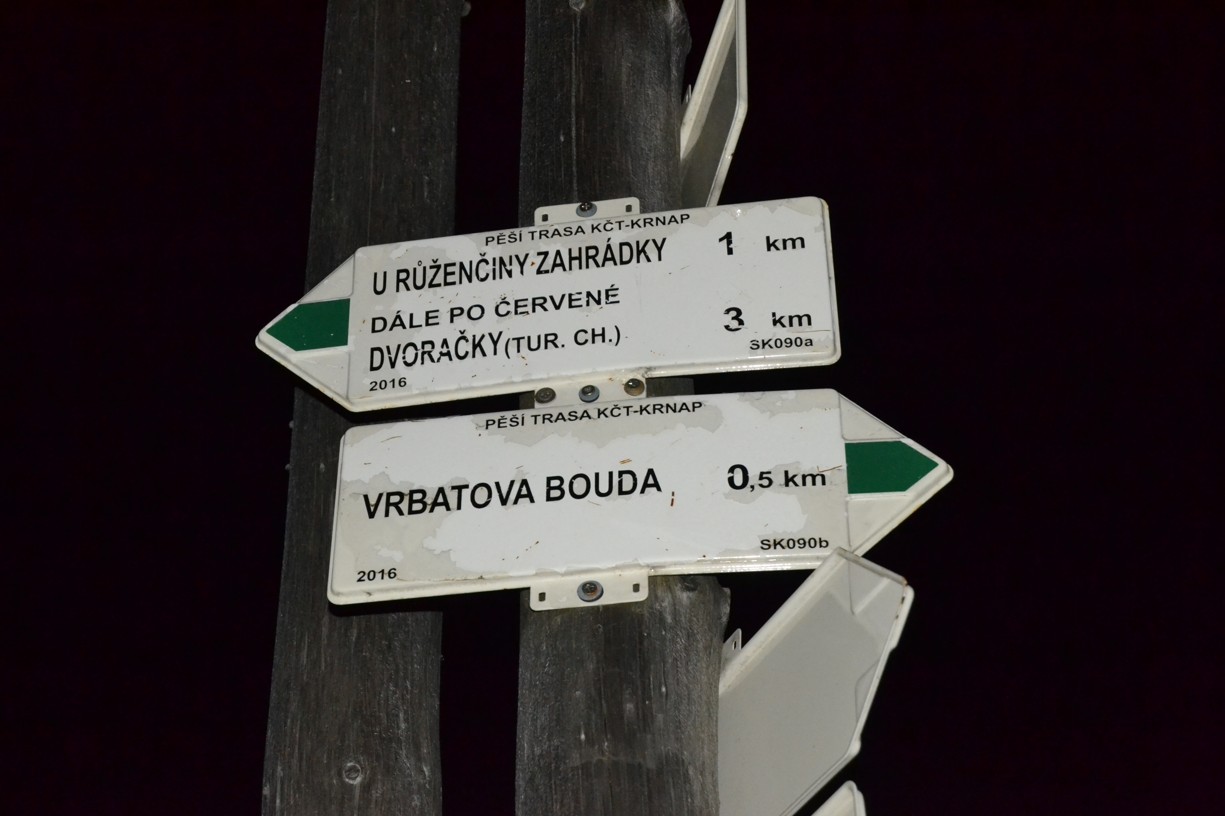 PĚŠÍ TRASA KČT-KRNAP
U RŮŽENČINY ZAHRÁDKY 1 km
DÁLE PO ČERVENÉ
DVORAČKY (TUR. CH.) 3 km
2016 SK090a
PĚŠÍ TRASA KČT-KRNAP
VRBATOVA BOUDA 0,5 km
2016 SK090b